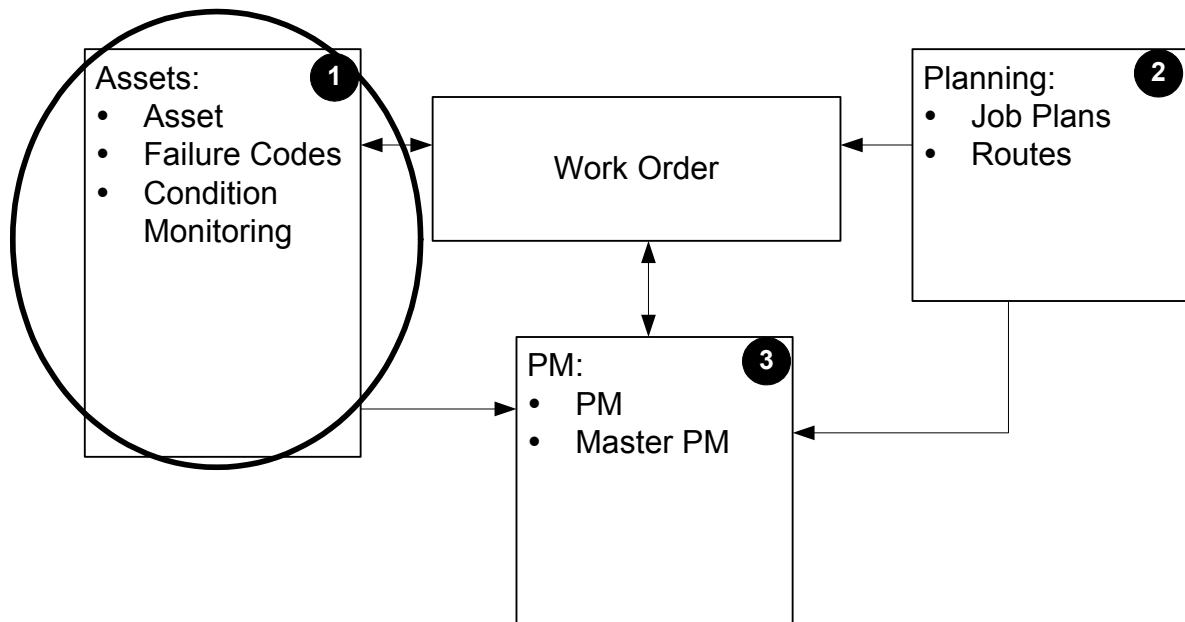 Assets:
1
• Asset
• Failure Codes
• Condition
Monitoring
Work Order
Planning:
2
• Job Plans
• Routes
PM:
3
• PM
• Master PM